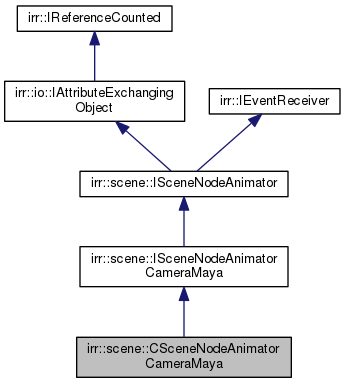 irr::IReferenceCounted
irr::io::IAttributeExchanging
Object
irr::IEventReceiver
irr::scene::ISceneNodeAnimator
irr::scene::ISceneNodeAnimator
CameraMaya
irr::scene::CSceneNodeAnimator
CameraMaya